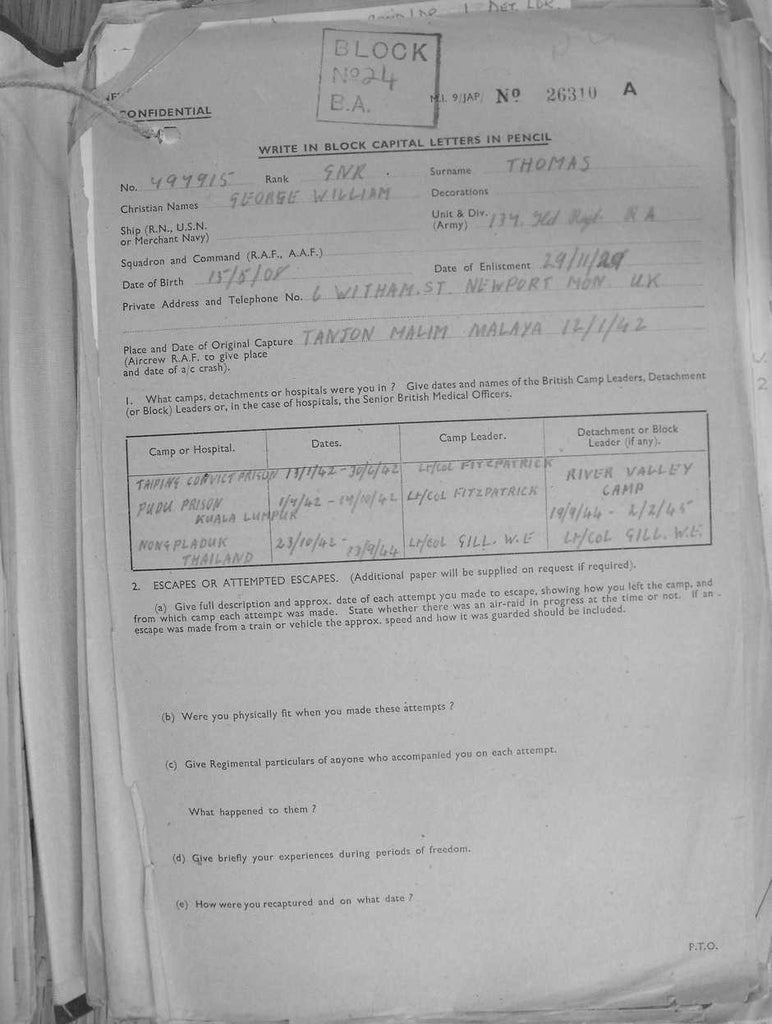 1 DET LDR.
BLOCK
No 24
B.A.
CONFIDENTIAL
M.I. 9/JAP/ No 26310 A
WRITE IN BLOCK CAPITAL LETTERS IN PENCIL
No. 497915 Rank GNR. Surname THOMAS
Christian Names GEORGE WILLIAM Decorations
Ship (R.N., U.S.N.
or Merchant Navy)
Unit & Div.
(Army) 137. Fld Regt. R A
Squadron and Command (R.A.F., A.A.F.)
Date of Birth 15/5/08 Date of Enlistment 29/11/29
Private Address and Telephone No. 6 WITHAM. ST. NEWPORT MON UK
Place and Date of Original Capture TANJON MALIM MALAYA 12/1/42
(Aircrew R.A.F. to give place
and date of a/c crash).
1. What camps, detachments or hospitals were you in ? Give dates and names of the British Camp Leaders, Detachment
(or Block) Leaders or, in the case of hospitals, the Senior British Medical Officers.
Camp or Hospital. Dates. Camp Leader. Detachment or Block
Leader (if any).
TAIPING CONVICT PRISON 13/1/42 - 30/6/42 Lt/Col FITZPATRICK RIVER VALLEY
PUDU PRISON 1/7/42 - 14/10/42 Lt/Col FITZPATRICK CAMP
KUALA LUMPUR 19/9/44 - 2/2/45
NONGPLADUK 23/10/42 - 13/9/44 Lt/Col GILL. W.E Lt/Col GILL. W.E.
THAILAND
2. ESCAPES OR ATTEMPTED ESCAPES. (Additional paper will be supplied on request if required).
(a) Give full description and approx. date of each attempt you made to escape, showing how you left the camp, and
from which camp each attempt was made. State whether there was an air-raid in progress at the time or not. If an
escape was made from a train or vehicle the approx. speed and how it was guarded should be included.
(b) Were you physically fit when you made these attempts ?
(c) Give Regimental particulars of anyone who accompanied you on each attempt.
What happened to them ?
(d) Give briefly your experiences during periods of freedom.
(e) How were you recaptured and on what date ?
P.T.O.